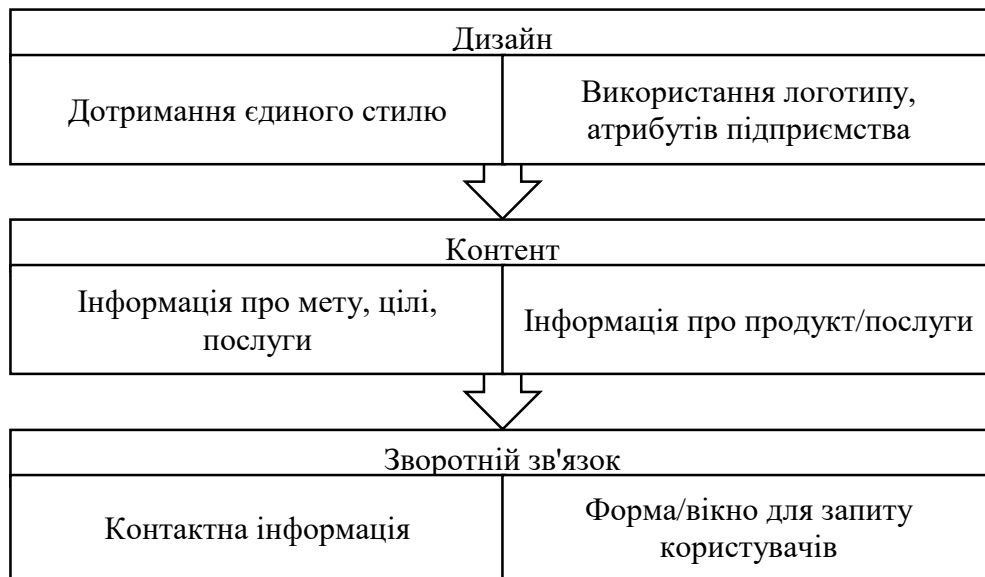 Дизайн
Дотримання єдиного стилю
Використання логотипу,
атрибутів підприємства
Контент
Інформація про мету, цілі,
послуги
Інформація про продукт/послуги
Зворотній зв'язок
Контактна інформація
Форма/вікно для запиту
користувачів